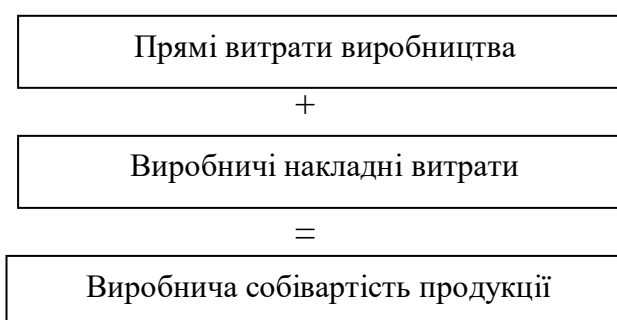 Прямі витрати виробництва
+
Виробничі накладні витрати
=
Виробнича собівартість продукції